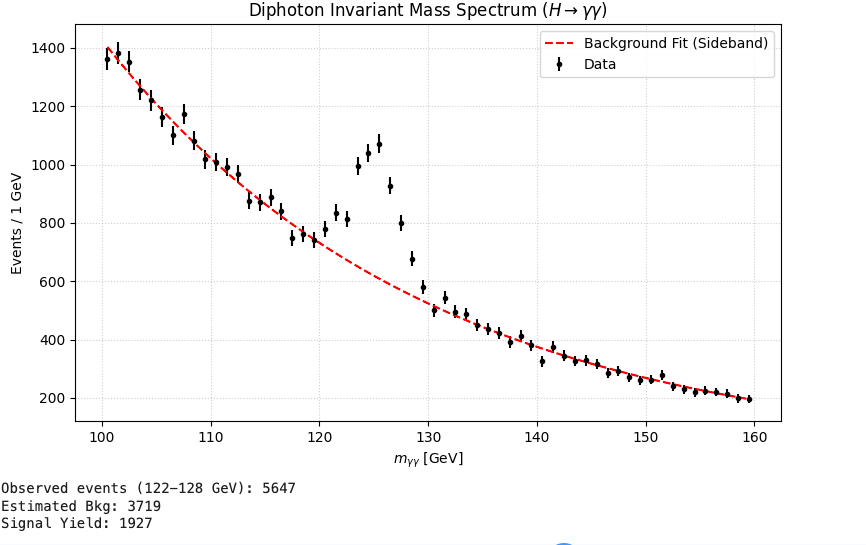 Diphoton Invariant Mass Spectrum (H → γγ)
Background Fit (Sideband)
Data
Events / 1 GeV
1400
1200
1000
800
600
400
200
100 110 120 130 140 150 160
mγγ [GeV]
Observed events (122–128 GeV): 5647
Estimated Bkg: 3719
Signal Yield: 1927